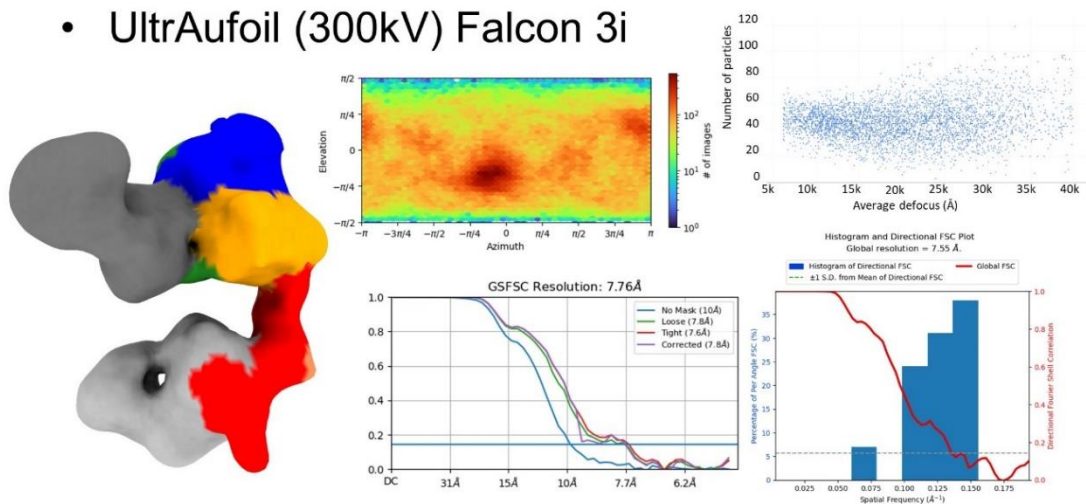 • UltrAufoil (300kV) Falcon 3i
π/2
π/4
0
−π/4
−π/2
Elevation
−π
−3π/4
−π/2
−π/4
0
π/4
π/2
3π/4
π
Azimuth
10²
10¹
10⁰
# of images
Number of particles
120
100
80
60
40
20
0
5k
10k
15k
20k
25k
30k
35k
40k
Average defocus (Å)
GSFSC Resolution: 7.76Å
1.0
0.8
0.6
0.4
0.2
0.0
DC
31Å
15Å
10Å
7.7Å
6.2Å
No Mask (10Å)
Loose (7.8Å)
Tight (7.6Å)
Corrected (7.8Å)
Histogram and Directional FSC Plot
Global resolution = 7.55 Å.
Histogram of Directional FSC
Global FSC
±1 S.D. from Mean of Directional FSC
Percentage of Per Angle FSC (%)
35
30
25
20
15
10
5
0
0.025
0.050
0.075
0.100
0.125
0.150
0.175
Spatial Frequency (Å⁻¹)
1.0
0.8
0.6
0.4
0.2
0.0
Directional Fourier Shell Correlation